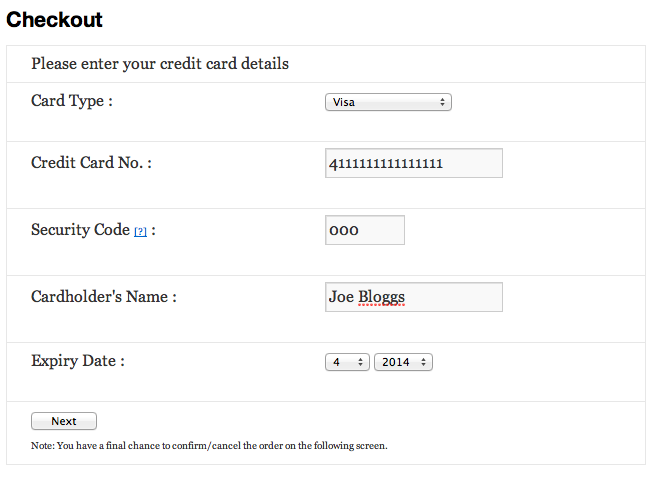 Checkout
Please enter your credit card details
Card Type : Visa
Credit Card No. : 4111111111111111
Security Code [?] : 000
Cardholder's Name : Joe Bloggs
Expiry Date : 4 2014
Next
Note: You have a final chance to confirm/cancel the order on the following screen.